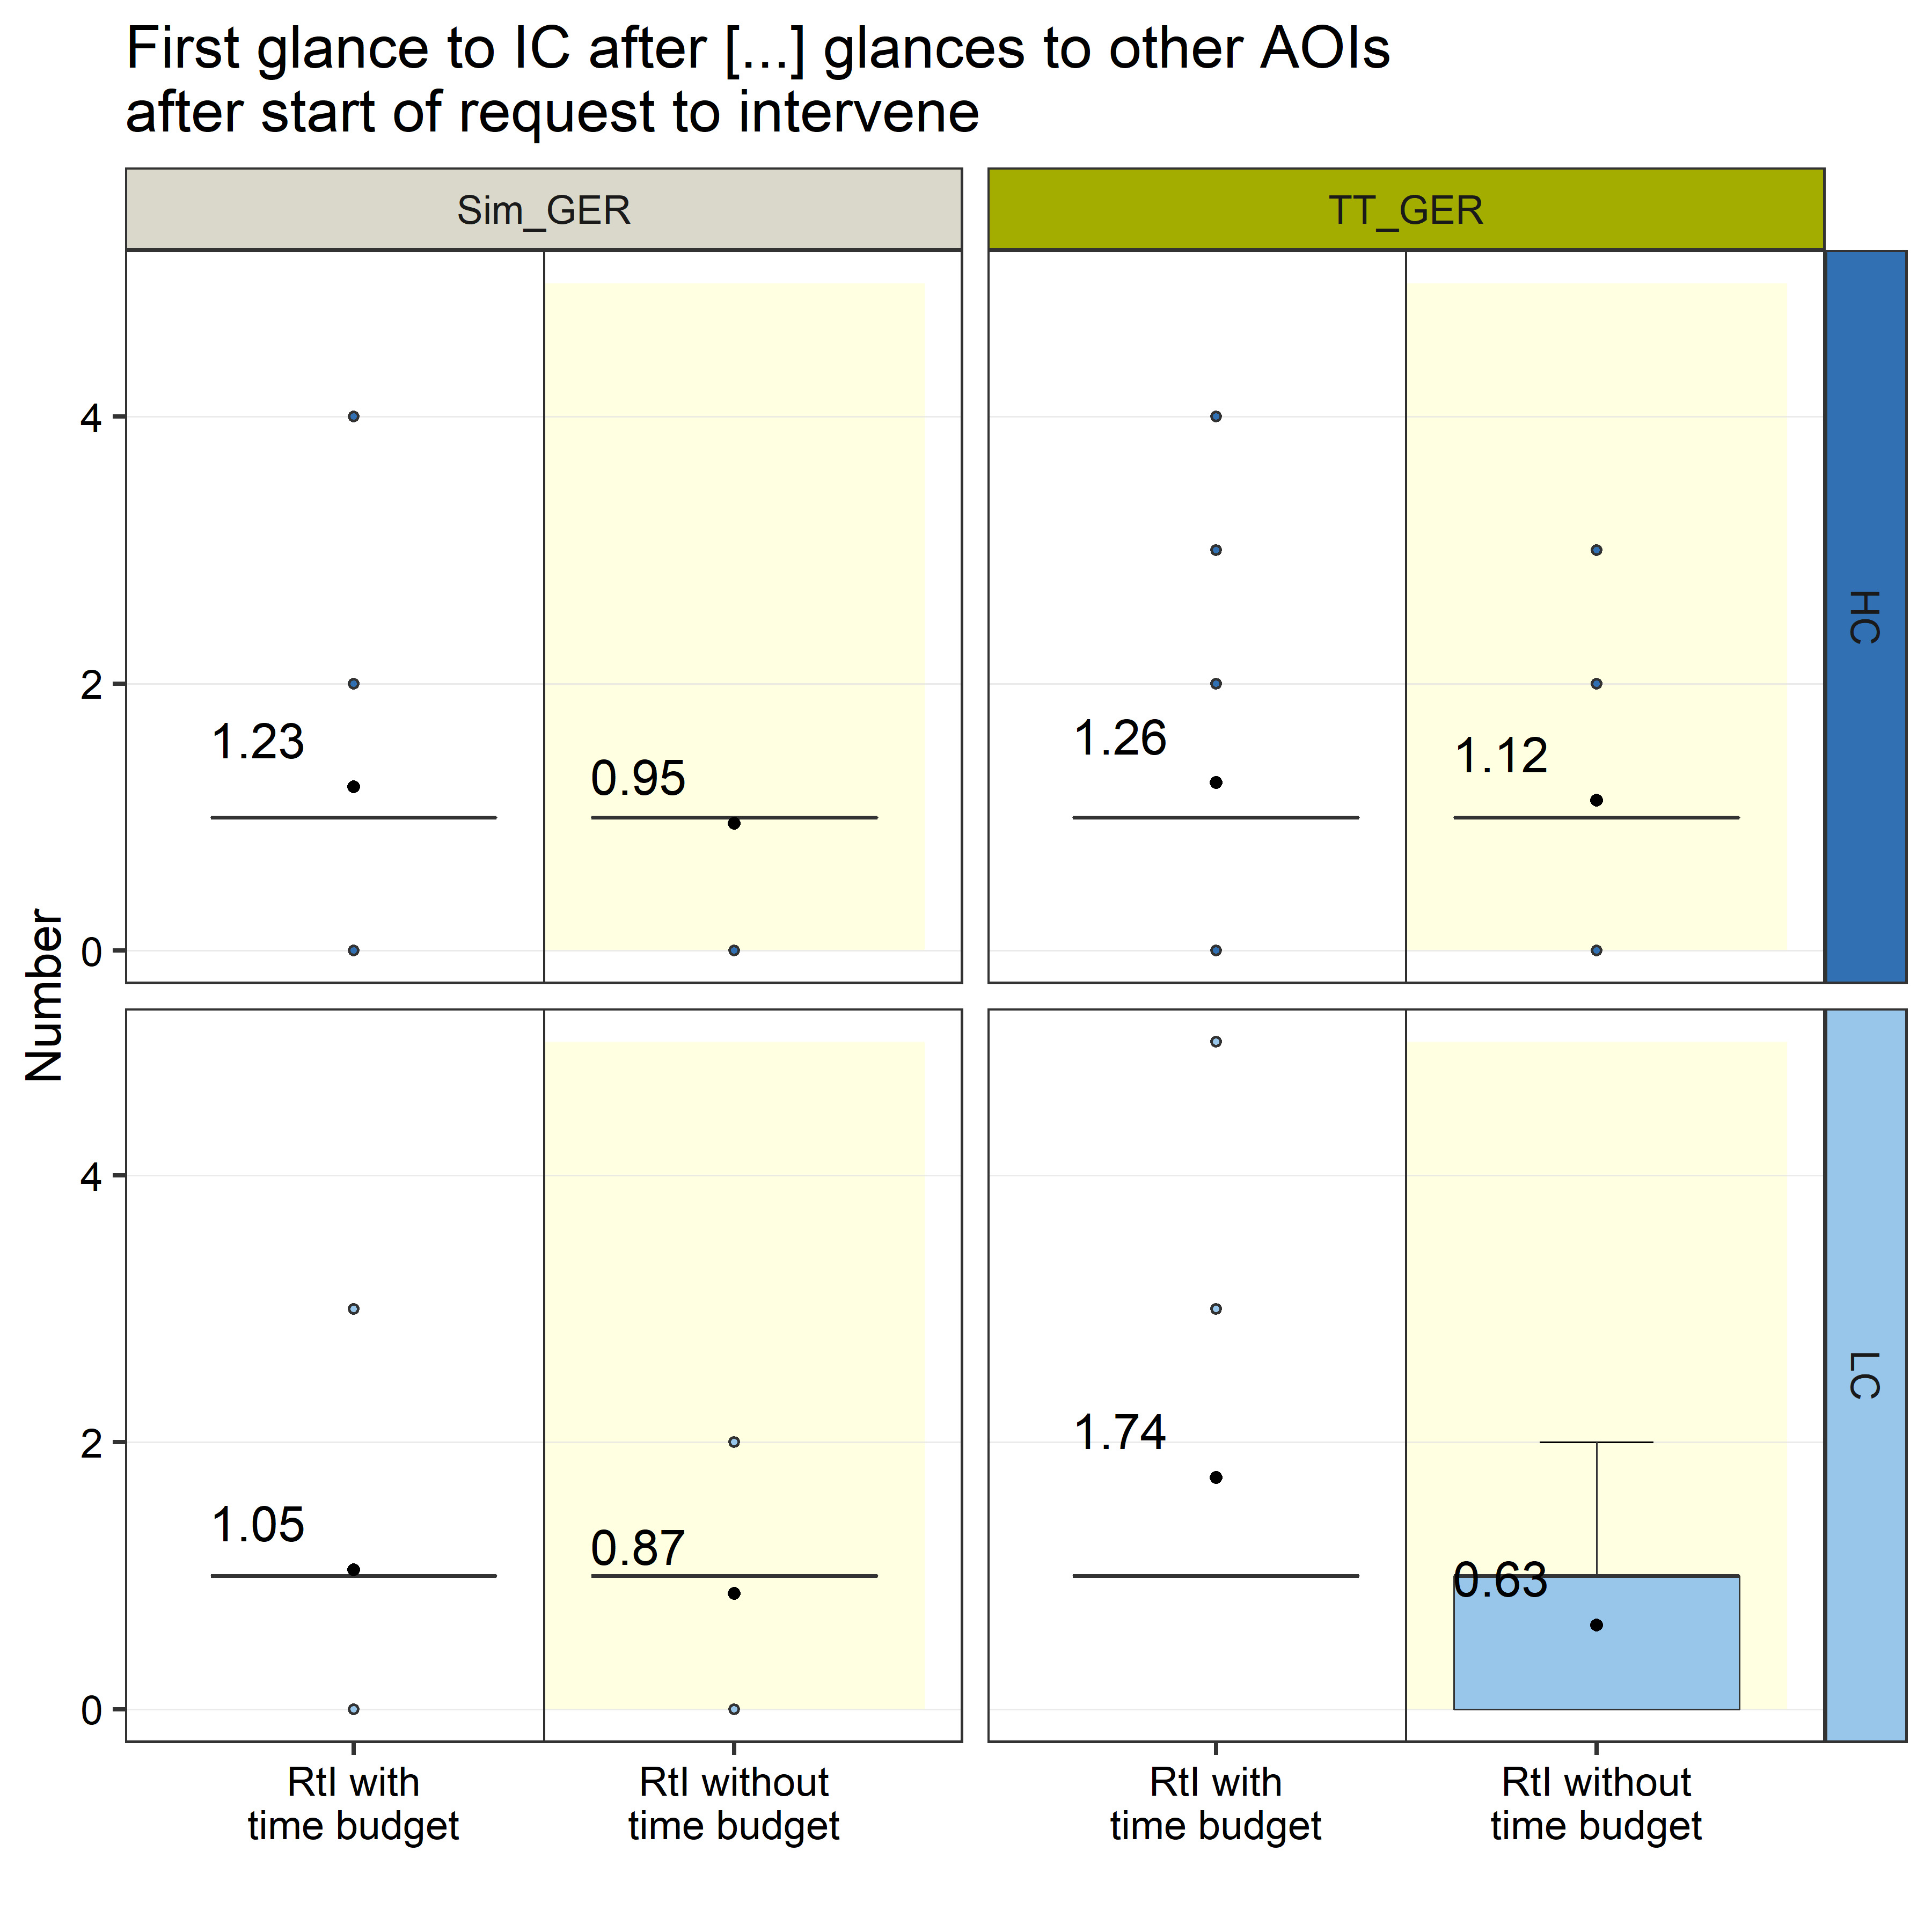 First glance to IC after [...] glances to other AOIs
after start of request to intervene
Sim_GER
TT_GER
HC
4
2
0
1.23
0.95
1.26
1.12
Number
LC
4
2
0
1.05
0.87
1.74
0.63
RtI with
time budget
RtI without
time budget
RtI with
time budget
RtI without
time budget